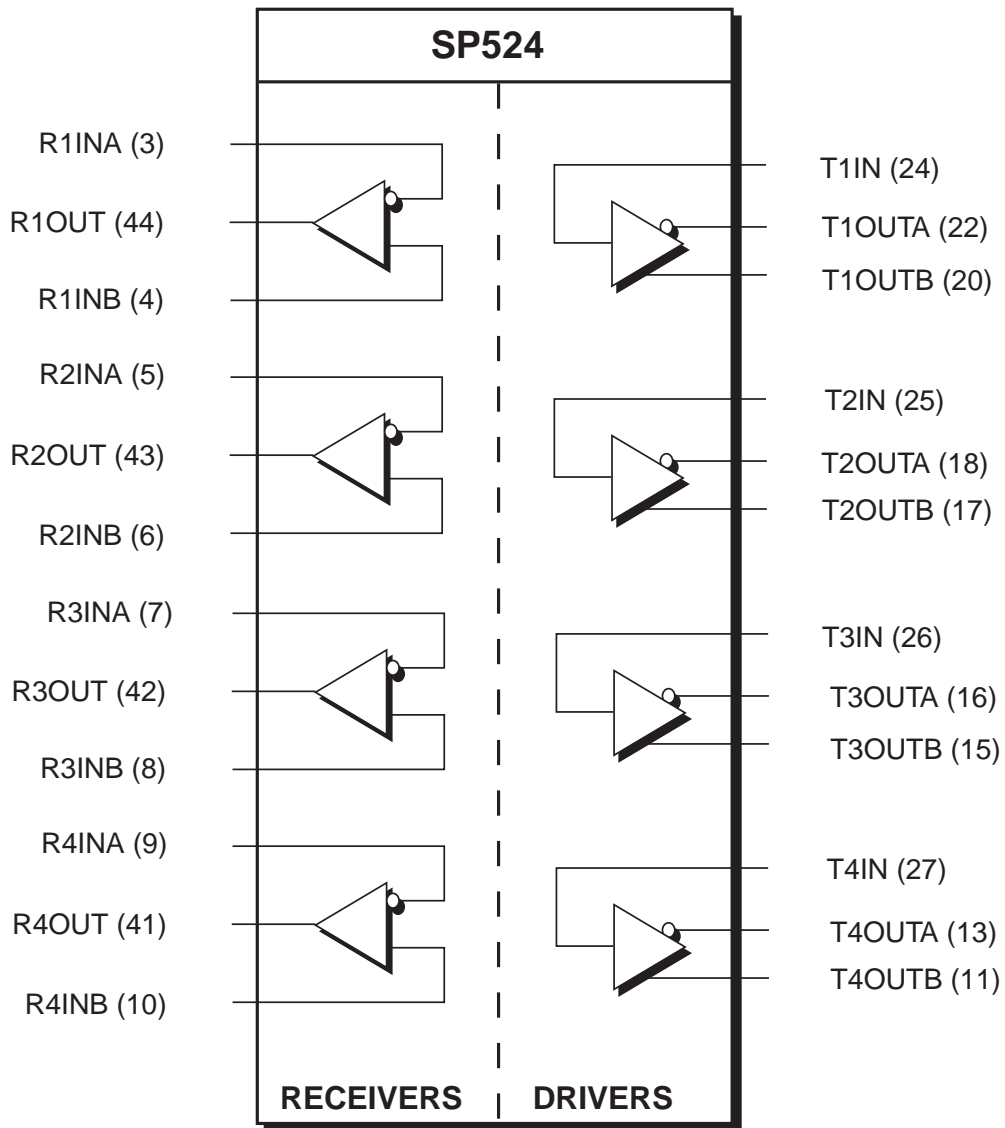 SP524
R1INA (3)
R1OUT (44)
R1INB (4)
R2INA (5)
R2OUT (43)
R2INB (6)
R3INA (7)
R3OUT (42)
R3INB (8)
R4INA (9)
R4OUT (41)
R4INB (10)
T1IN (24)
T1OUTA (22)
T1OUTB (20)
T2IN (25)
T2OUTA (18)
T2OUTB (17)
T3IN (26)
T3OUTA (16)
T3OUTB (15)
T4IN (27)
T4OUTA (13)
T4OUTB (11)
RECEIVERS
DRIVERS